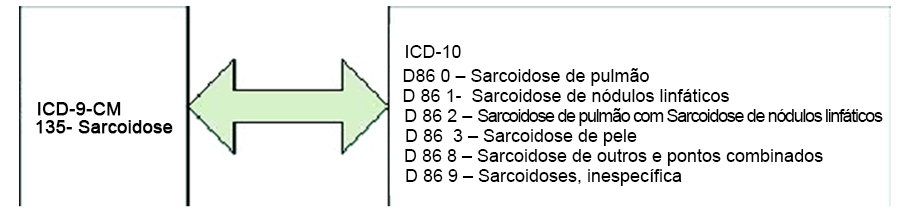 ICD-9-CM
135- Sarcoidose
ICD-10
D86 0 – Sarcoidose de pulmão
D 86 1- Sarcoidose de nódulos linfáticos
D 86 2 – Sarcoidose de pulmão com Sarcoidose de nódulos linfáticos
D 86 3 – Sarcoidose de pele
D 86 8 – Sarcoidose de outros e pontos combinados
D 86 9 – Sarcoidoses, inespecífica